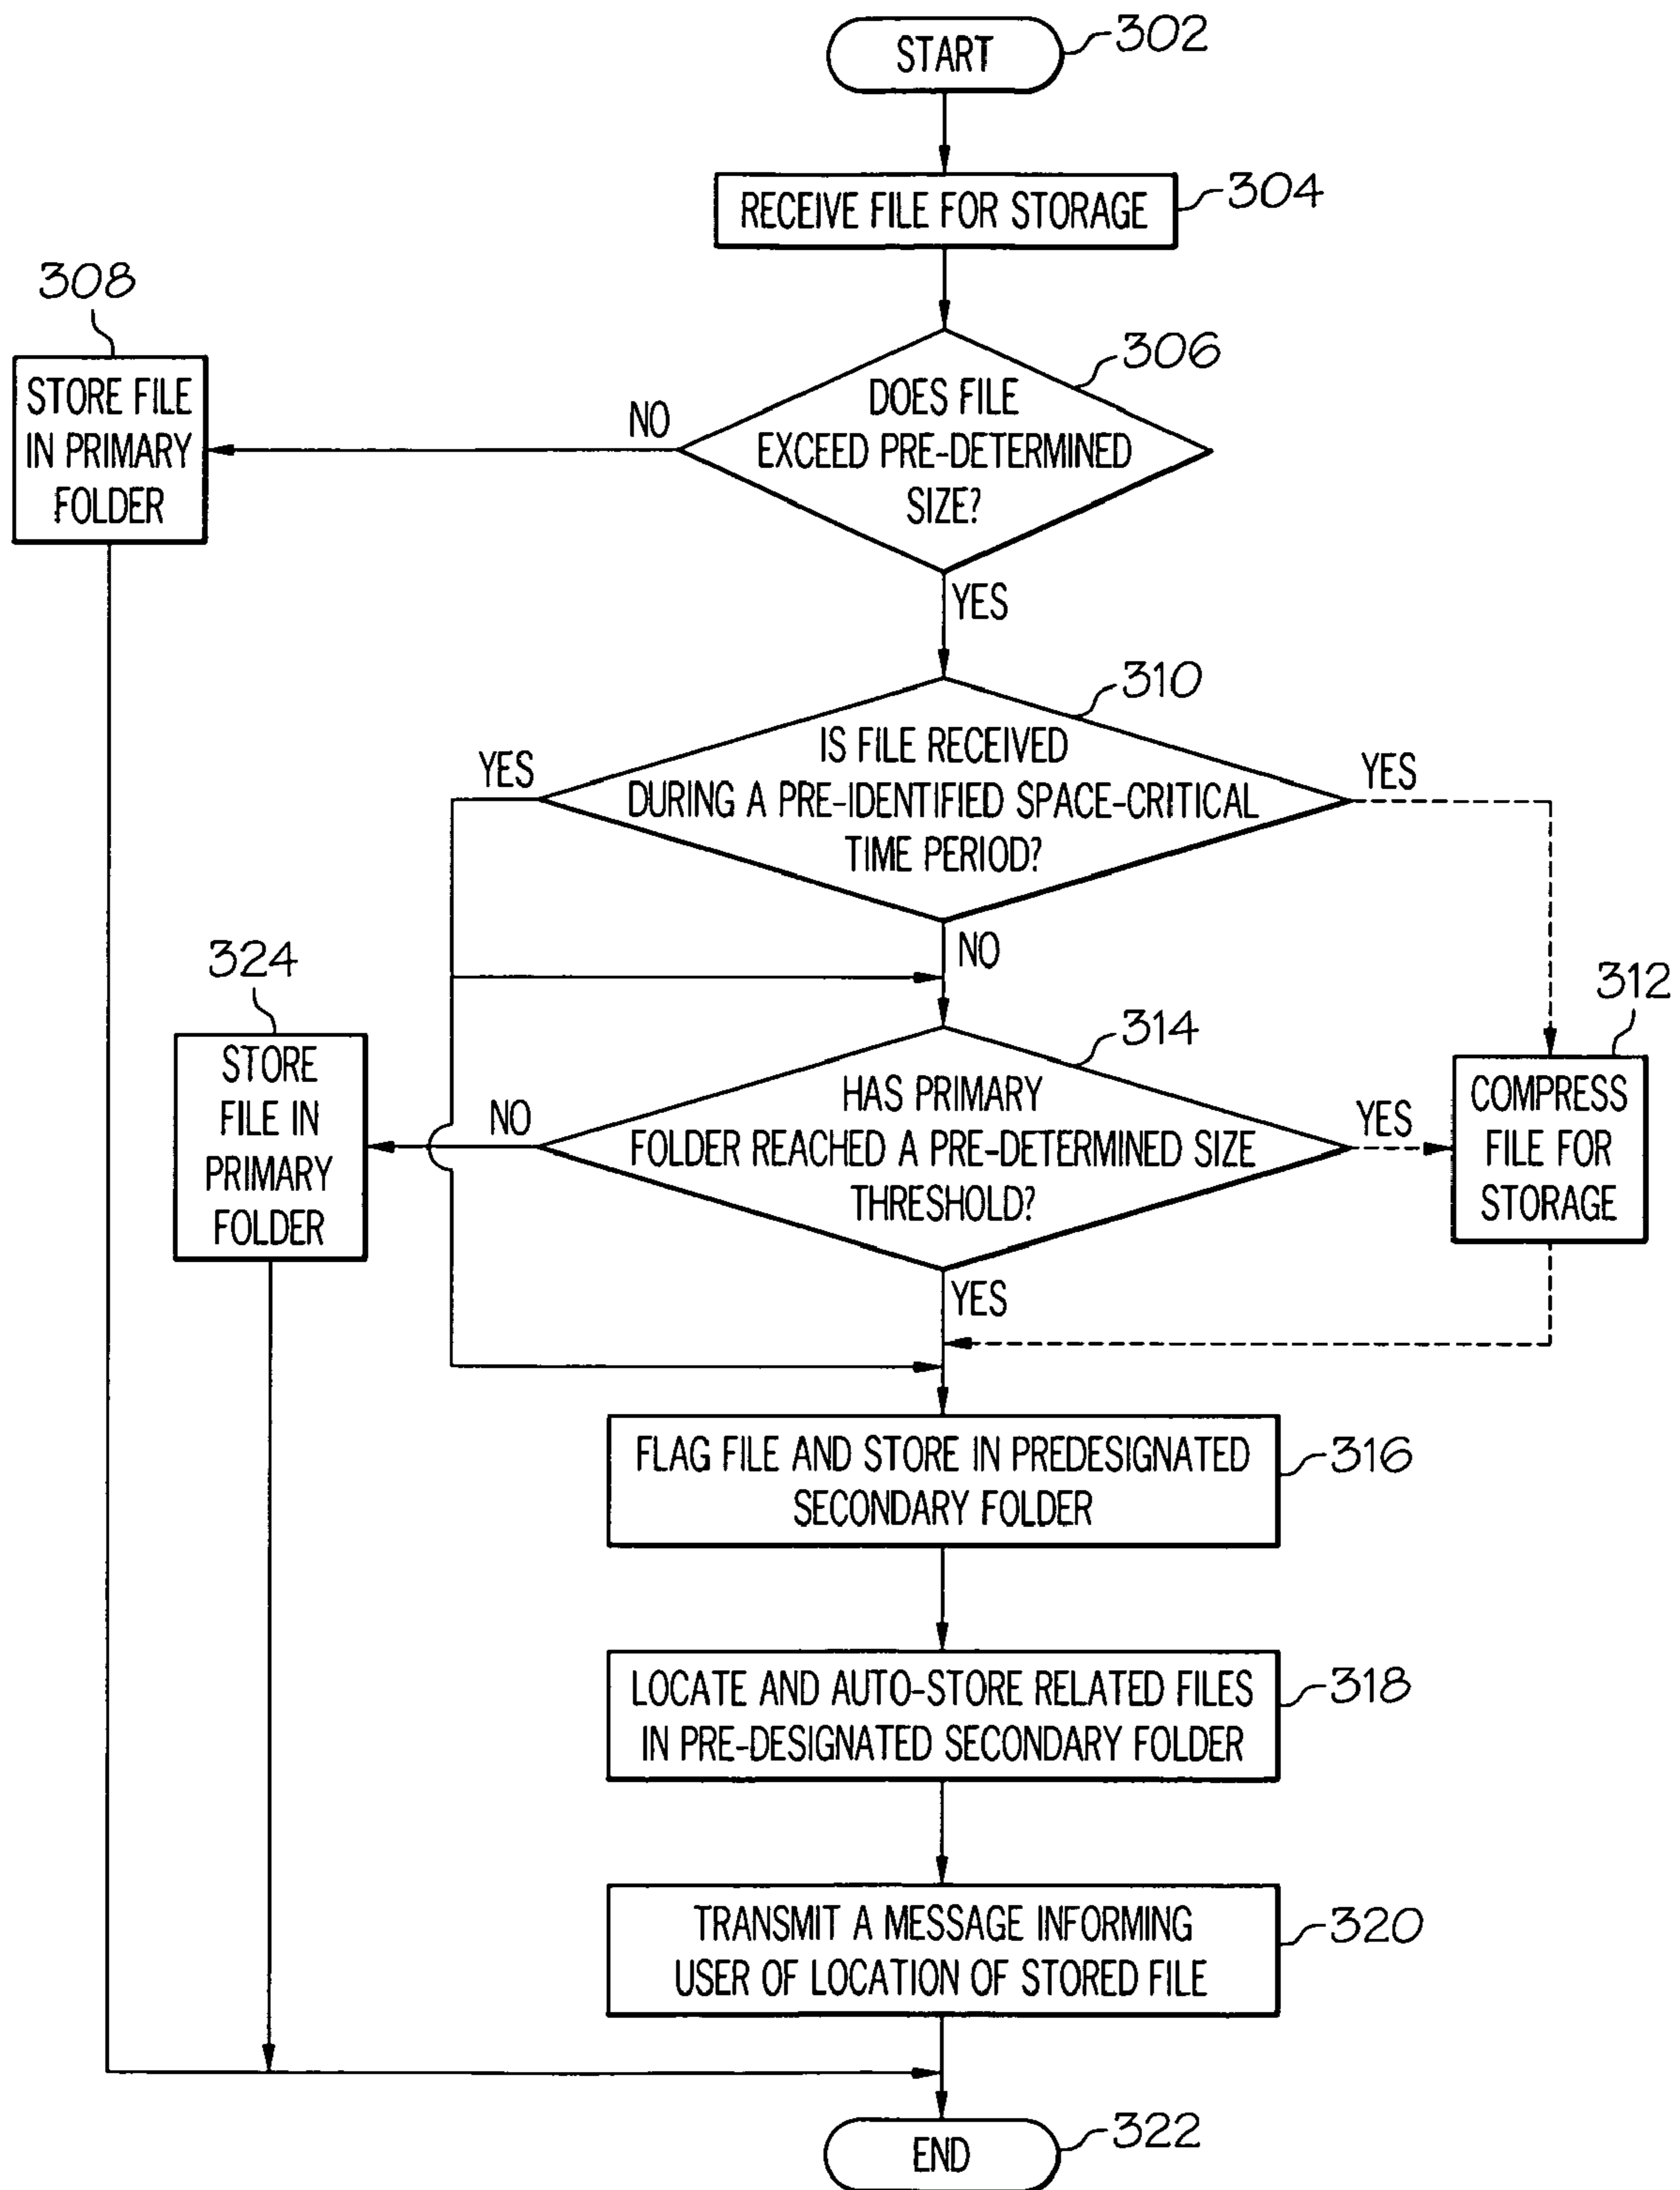 START
302
RECEIVE FILE FOR STORAGE
304
308
STORE FILE
IN PRIMARY
FOLDER
NO
306
DOES FILE
EXCEED PRE-DETERMINED
SIZE?
YES
310
YES
IS FILE RECEIVED
DURING A PRE-IDENTIFIED SPACE-CRITICAL
TIME PERIOD?
YES
NO
324
STORE
FILE IN
PRIMARY
FOLDER
NO
314
HAS PRIMARY
FOLDER REACHED A PRE-DETERMINED SIZE
THRESHOLD?
YES
312
COMPRESS
FILE FOR
STORAGE
YES
FLAG FILE AND STORE IN PREDESIGNATED
SECONDARY FOLDER
316
LOCATE AND AUTO-STORE RELATED FILES
IN PRE-DESIGNATED SECONDARY FOLDER
318
TRANSMIT A MESSAGE INFORMING
USER OF LOCATION OF STORED FILE
320
END
322